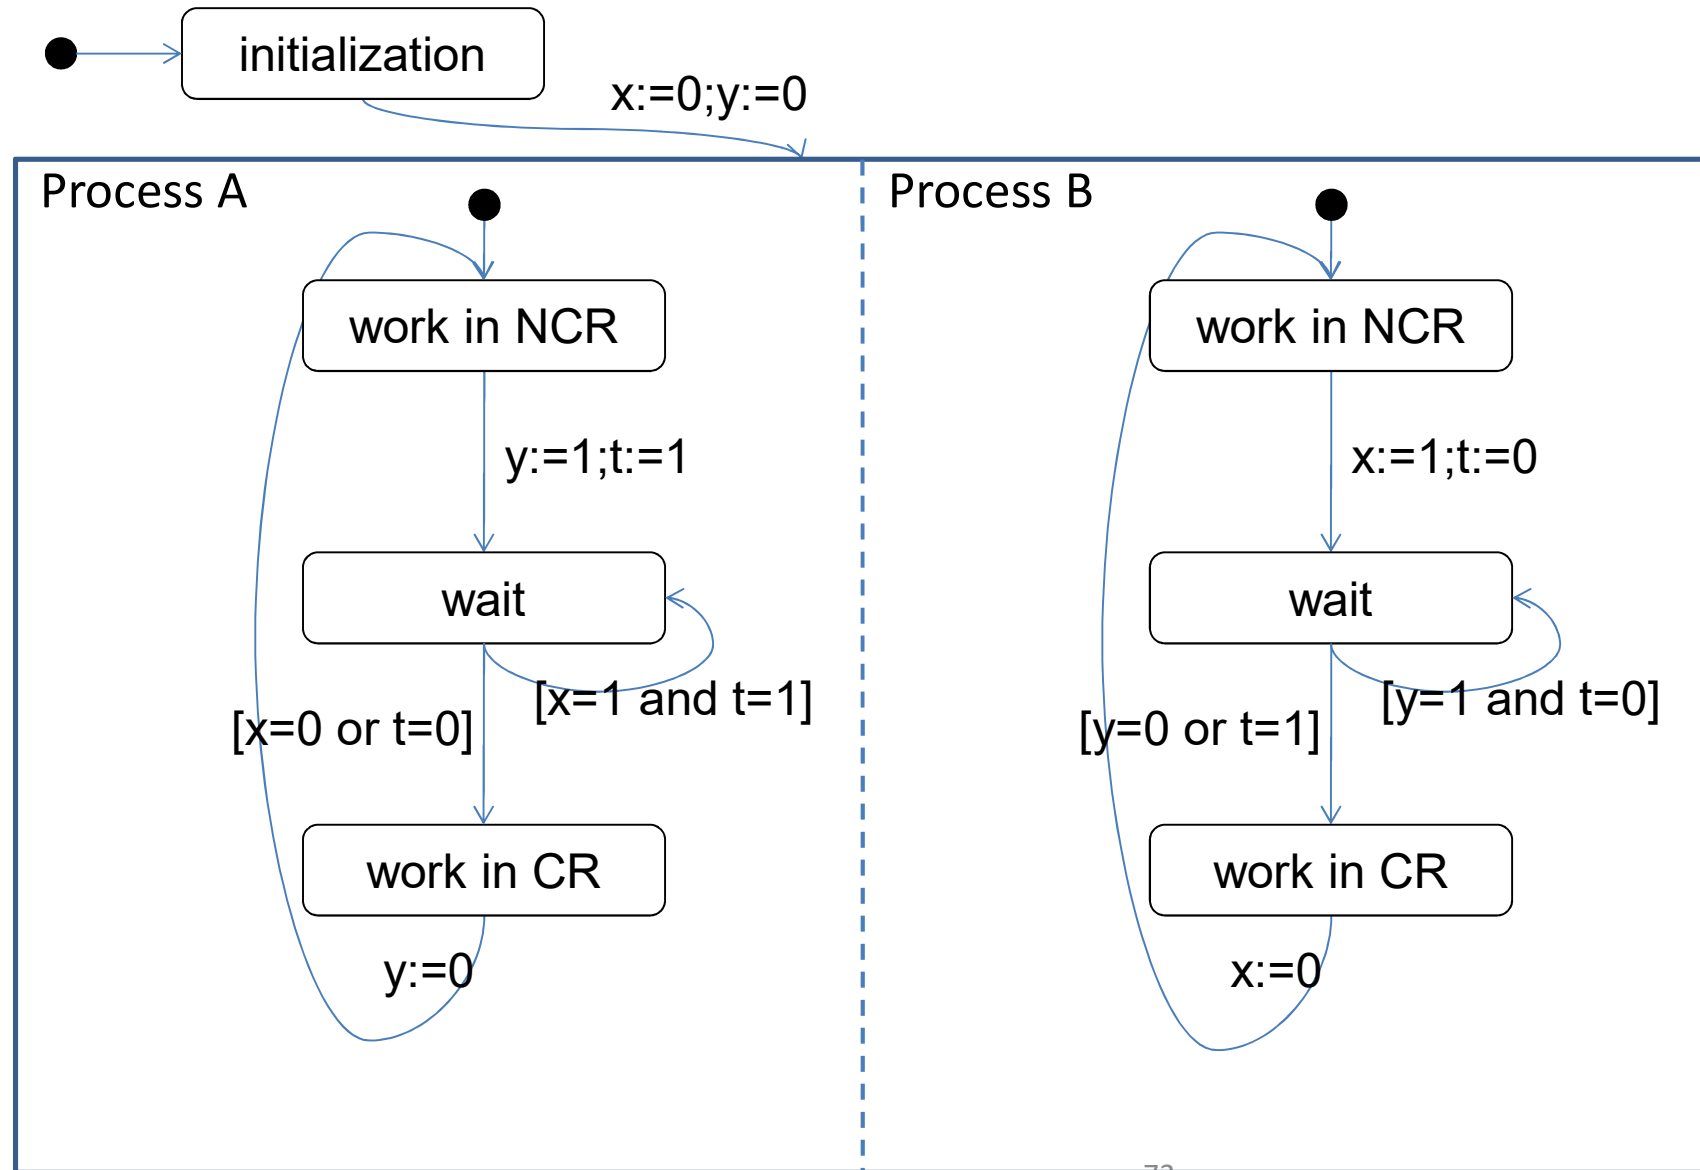 initialization
x:=0;y:=0
Process A
work in NCR
y:=1;t:=1
wait
[x=1 and t=1]
[x=0 or t=0]
work in CR
y:=0
Process B
work in NCR
x:=1;t:=0
wait
[y=1 and t=0]
[y=0 or t=1]
work in CR
x:=0